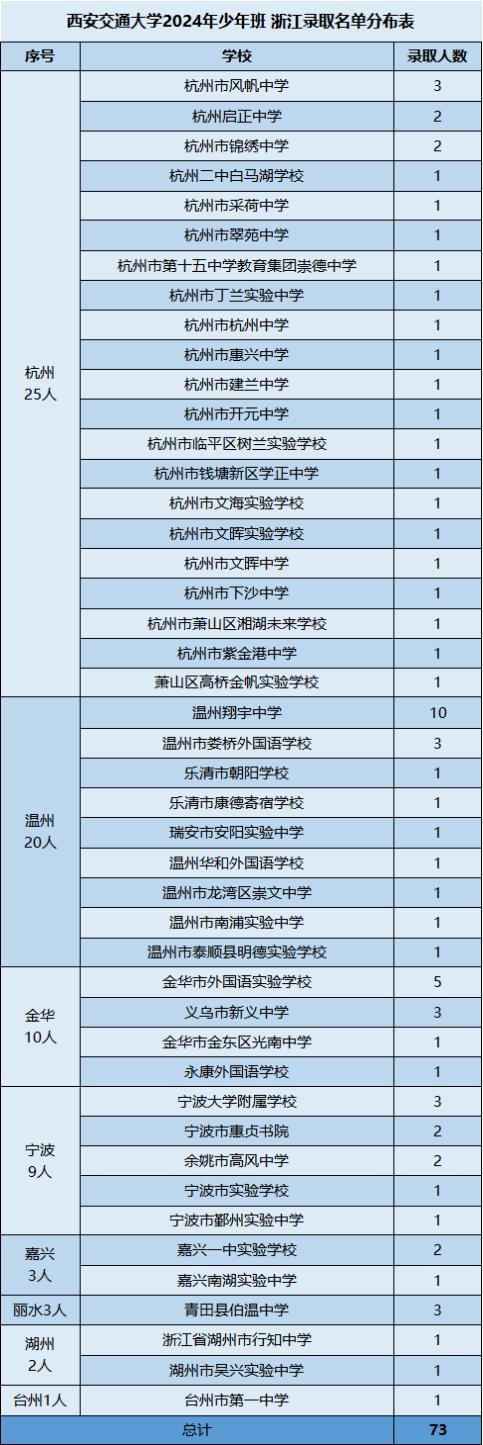 西安交通大学2024年少年班 浙江录取名单分布表
序号 学校 录取人数
杭州
25人
杭州市风帆中学 3
杭州启正中学 2
杭州市锦绣中学 2
杭州二中白马湖学校 1
杭州市采荷中学 1
杭州市翠苑中学 1
杭州市第十五中学教育集团崇德中学 1
杭州市丁兰实验中学 1
杭州市杭州中学 1
杭州市惠兴中学 1
杭州市建兰中学 1
杭州市开元中学 1
杭州市临平区树兰实验学校 1
杭州市钱塘新区学正中学 1
杭州市文海实验学校 1
杭州市文晖实验学校 1
杭州市文晖中学 1
杭州市下沙中学 1
杭州市萧山区湘湖未来学校 1
杭州市紫金港中学 1
萧山区高桥金帆实验学校 1
温州
20人
温州翔宇中学 10
温州市娄桥外国语学校 3
乐清市朝阳学校 1
乐清市康德寄宿学校 1
瑞安市安阳实验中学 1
温州华和外国语学校 1
温州市龙湾区崇文中学 1
温州市南浦实验中学 1
温州市泰顺县明德实验学校 1
金华
10人
金华市外国语实验学校 5
义乌市新义中学 3
金华市金东区光南中学 1
永康外国语学校 1
宁波
9人
宁波大学附属学校 3
宁波市惠贞书院 2
余姚市高风中学 2
宁波市实验学校 1
宁波市鄞州实验中学 1
嘉兴
3人
嘉兴一中实验学校 2
嘉兴南湖实验中学 1
丽水3人 青田县伯温中学 3
湖州
2人
浙江省湖州市行知中学 1
湖州市吴兴实验中学 1
台州1人 台州市第一中学 1
总计 73